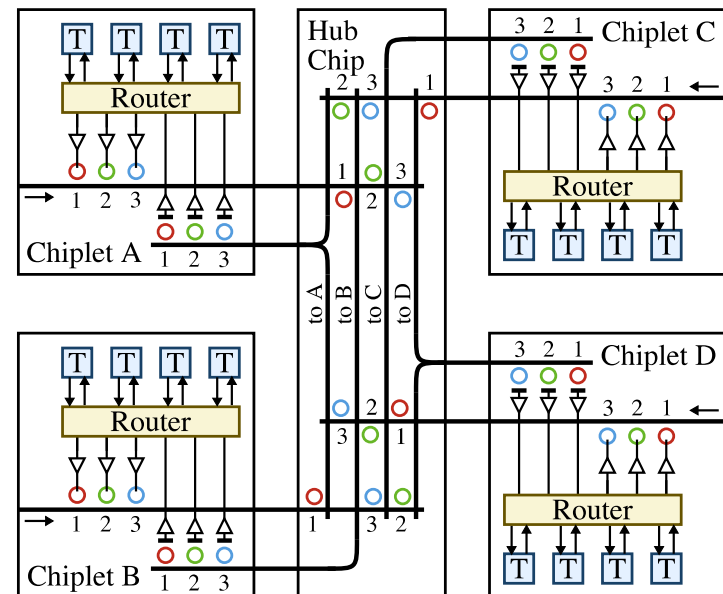 T T T T
Router
1 2 3
Chiplet A
1 2 3
Hub
Chip
2 3 1
1 2 3
to A
to B
to C
to D
3 2 1
1 3 2
3 2 1
Chiplet C
3 2 1
Router
T T T T
T T T T
Router
1 2 3
Chiplet B
1 2 3
3 2 1
Chiplet D
3 2 1
Router
T T T T